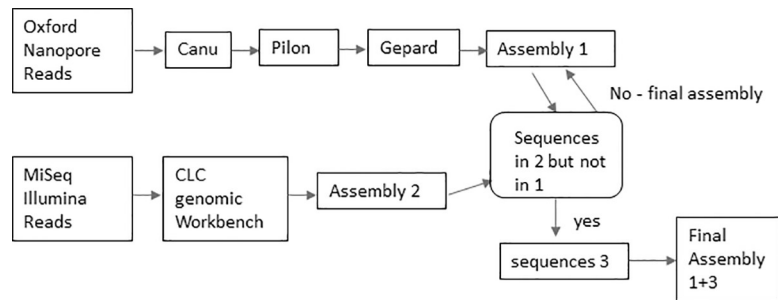 Oxford
Nanopore
Reads
Canu
Pilon
Gepard
Assembly 1
No - final assembly
Sequences
in 2 but not
in 1
MiSeq
Illumina
Reads
CLC
genomic
Workbench
Assembly 2
yes
sequences 3
Final
Assembly
1+3